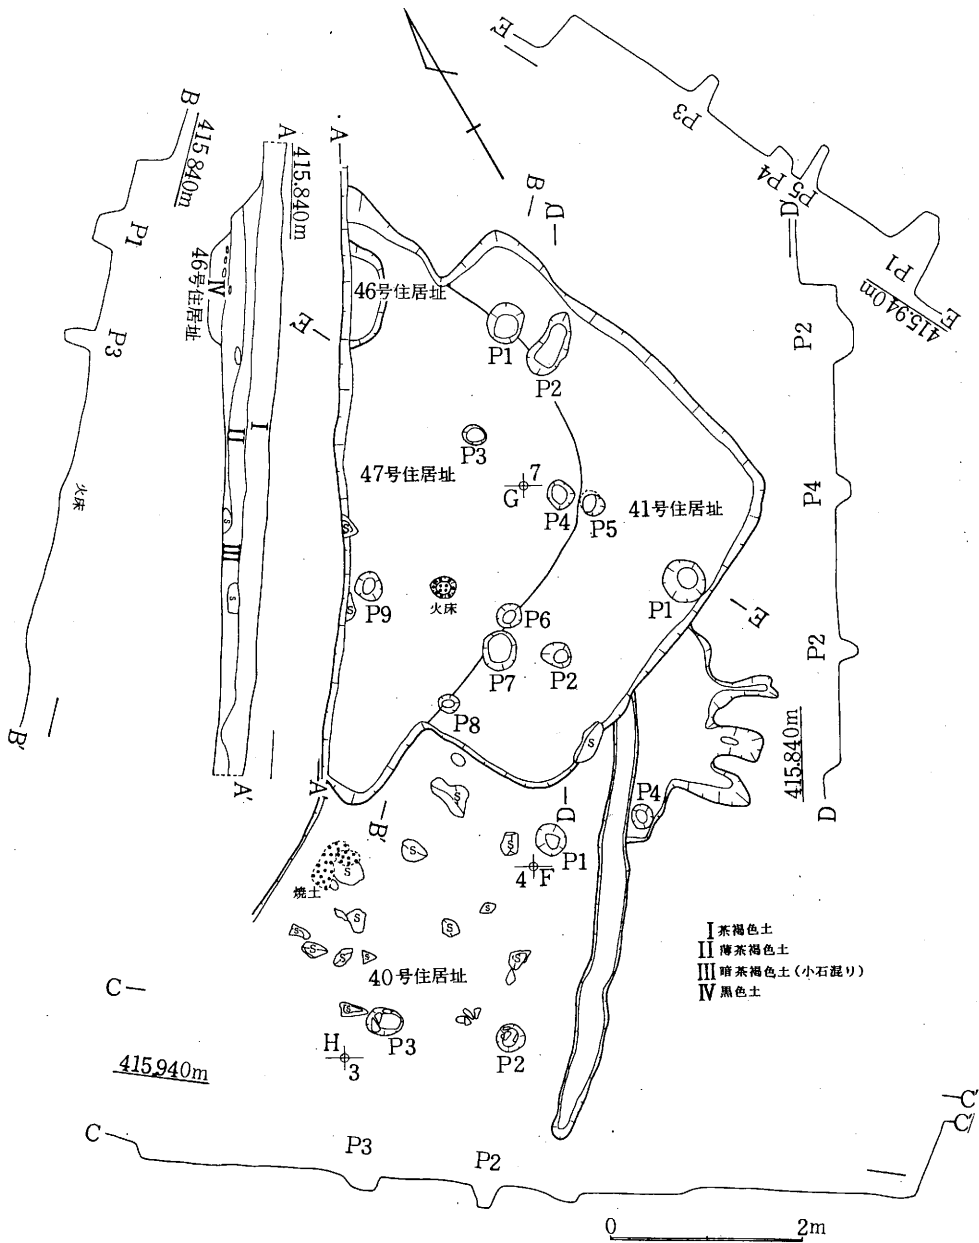 E'
P3
P4
P5
P1
E
415.940m
B
415.840m
P1
P3
火床
B'
A
415.840m
46号住居址
IV
I
II
III
S
S
A'
A
B
D'
46号住居址
E'
P1
P2
P3
47号住居址
7
G
P4
P5
41号住居址
S
P9
S
火床
P6
P7
P2
P8
P1
E
S
A'
B'
D
D'
P2
P4
P2
415.840m
D
S
P4
P1
S
S
4 F
焼土
S
S
S
S
S
S
S
S
S
40号住居址
S
P3
P2
H
3
I 茶褐色土
II 薄茶褐色土
III 暗茶褐色土(小石混り)
IV 黒色土
C
415.940m
C'
C'
C
P3
P2
0 2m